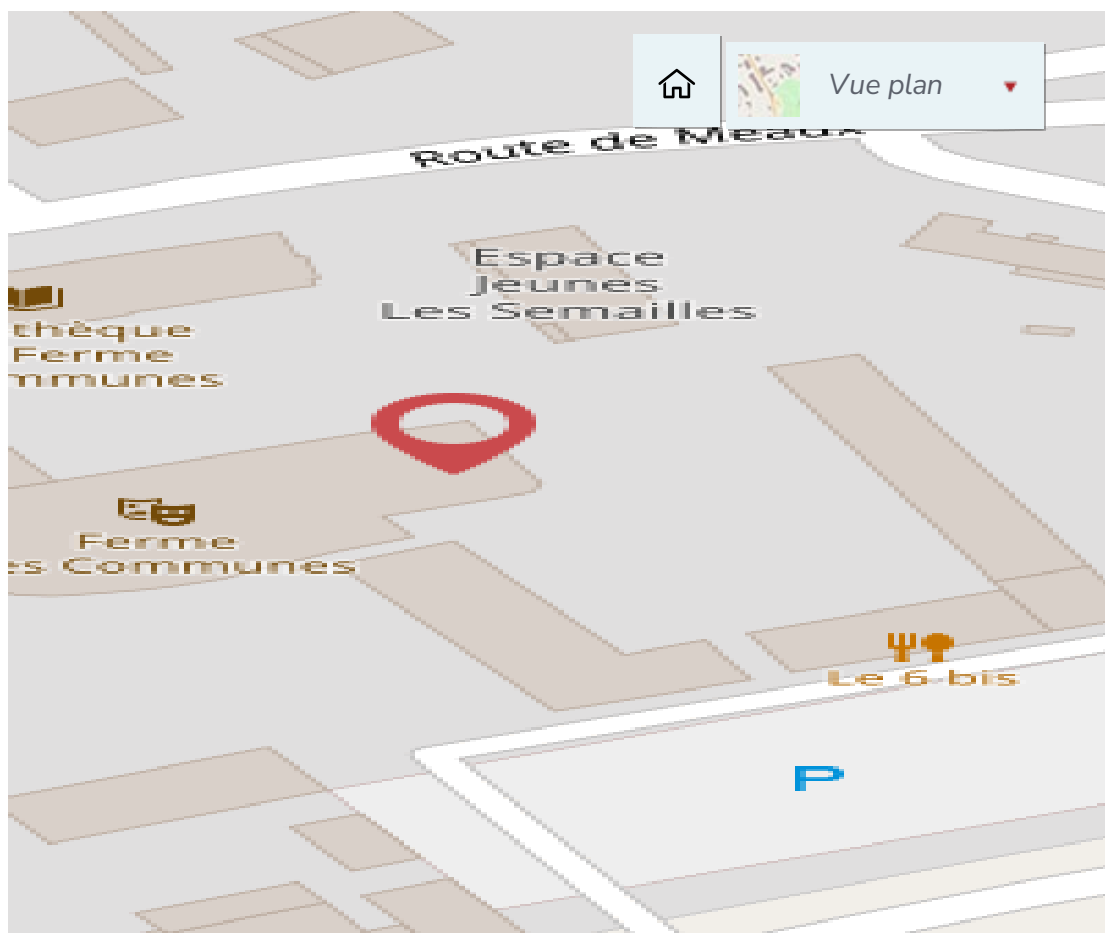 Vue plan
Route de Meaux
Espace
Jeunes
Les Semailles
thèque
Ferme
mmunes
Ferme
es Communes
Le 6 bis
P